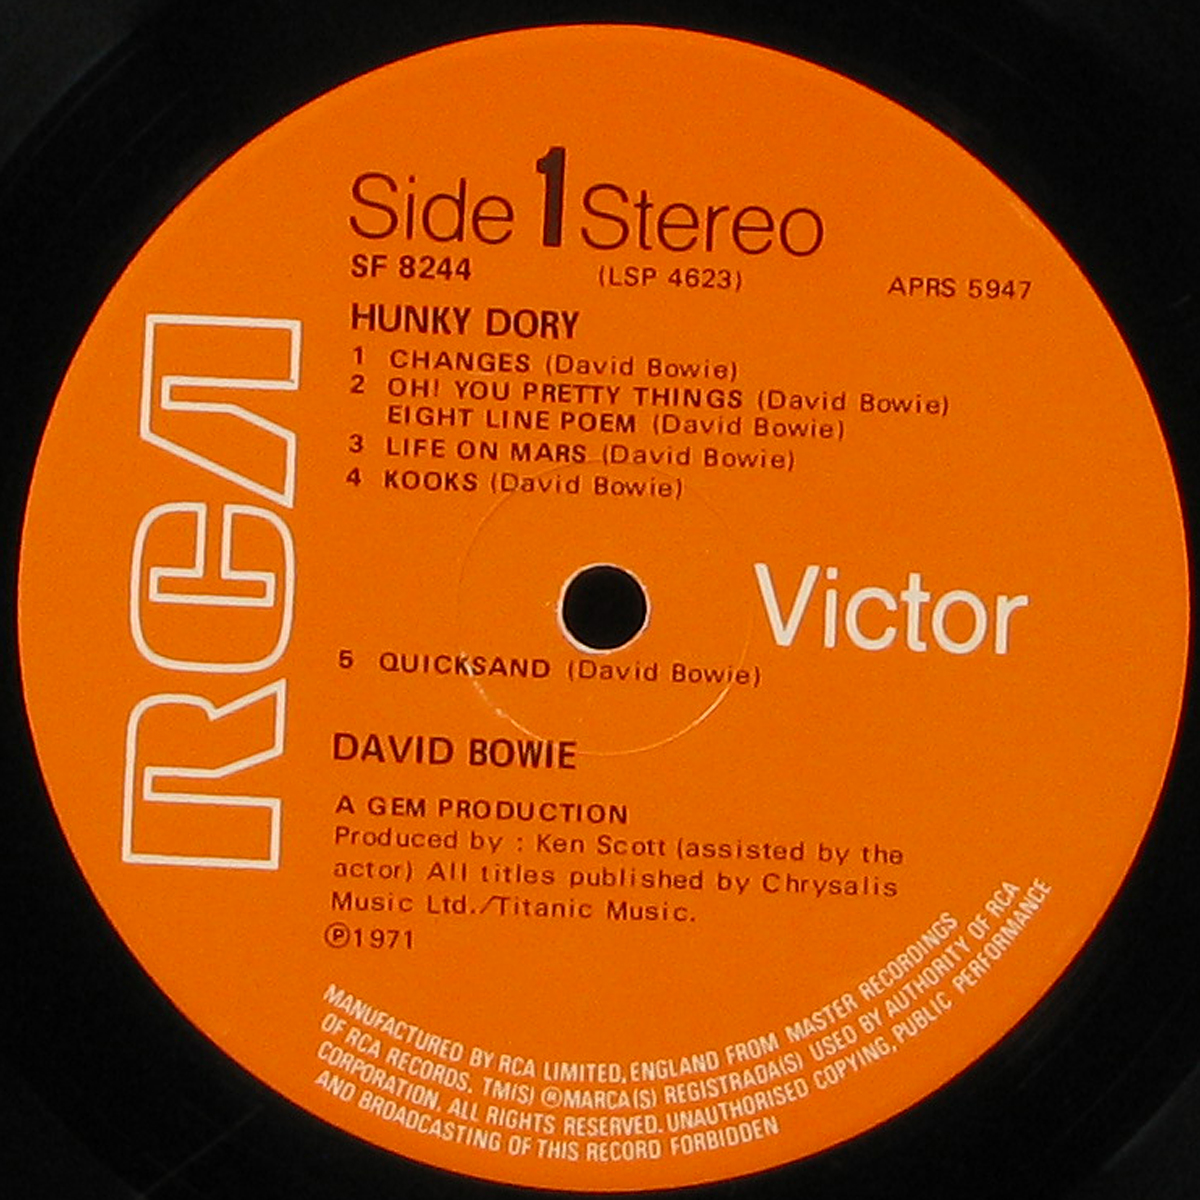 Side 1 Stereo
SF 8244 (LSP 4623) APRS 5947
HUNKY DORY
1 CHANGES (David Bowie)
2 OH! YOU PRETTY THINGS (David Bowie)
EIGHT LINE POEM (David Bowie)
3 LIFE ON MARS (David Bowie)
4 KOOKS (David Bowie)
RCA
Victor
5 QUICKSAND (David Bowie)
DAVID BOWIE
A GEM PRODUCTION
Produced by : Ken Scott (assisted by the
actor) All titles published by Chrysalis
Music Ltd./Titanic Music.
℗1971
MANUFACTURED BY RCA LIMITED, ENGLAND FROM MASTER RECORDINGS
OF RCA RECORDS. TM(S) ®MARCA(S) REGISTRADA(S) USED BY AUTHORITY OF RCA
CORPORATION. ALL RIGHTS RESERVED. UNAUTHORISED COPYING, PUBLIC PERFORMANCE
AND BROADCASTING OF THIS RECORD FORBIDDEN